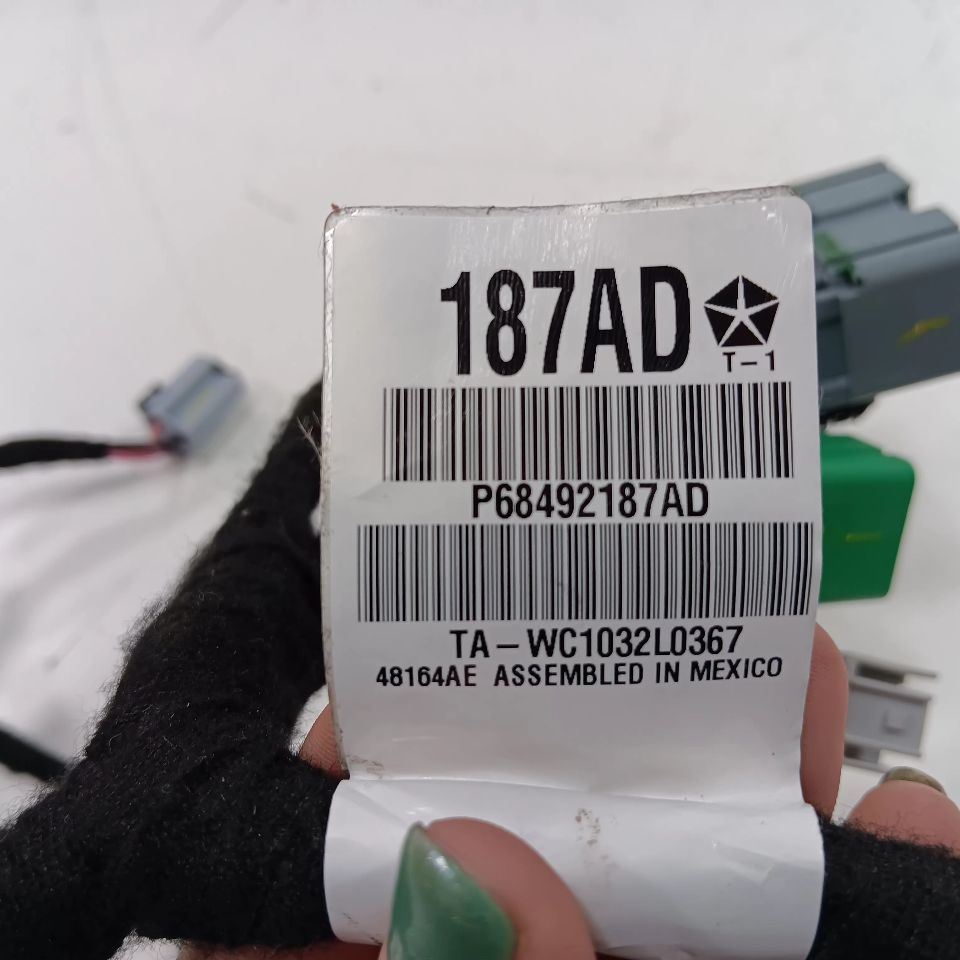 187AD
T-1
P68492187AD
TA-WC1032L0367
48164AE ASSEMBLED IN MEXICO